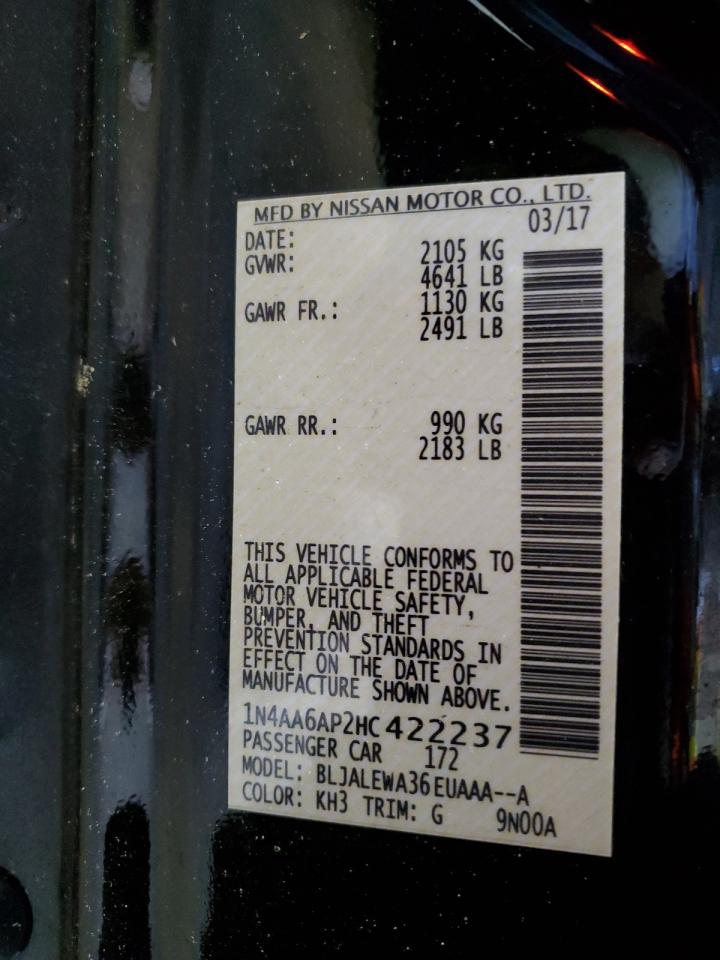 MFD BY NISSAN MOTOR CO., LTD.
DATE: 03/17
GVWR: 2105 KG
4641 LB
GAWR FR.: 1130 KG
2491 LB
GAWR RR.: 990 KG
2183 LB
THIS VEHICLE CONFORMS TO
ALL APPLICABLE FEDERAL
MOTOR VEHICLE SAFETY,
BUMPER, AND THEFT
PREVENTION STANDARDS IN
EFFECT ON THE DATE OF
MANUFACTURE SHOWN ABOVE.
1N4AA6AP2HC422237
PASSENGER CAR 172
MODEL: BLJALEWA36EUAAA--A
COLOR: KH3 TRIM: G 9N00A